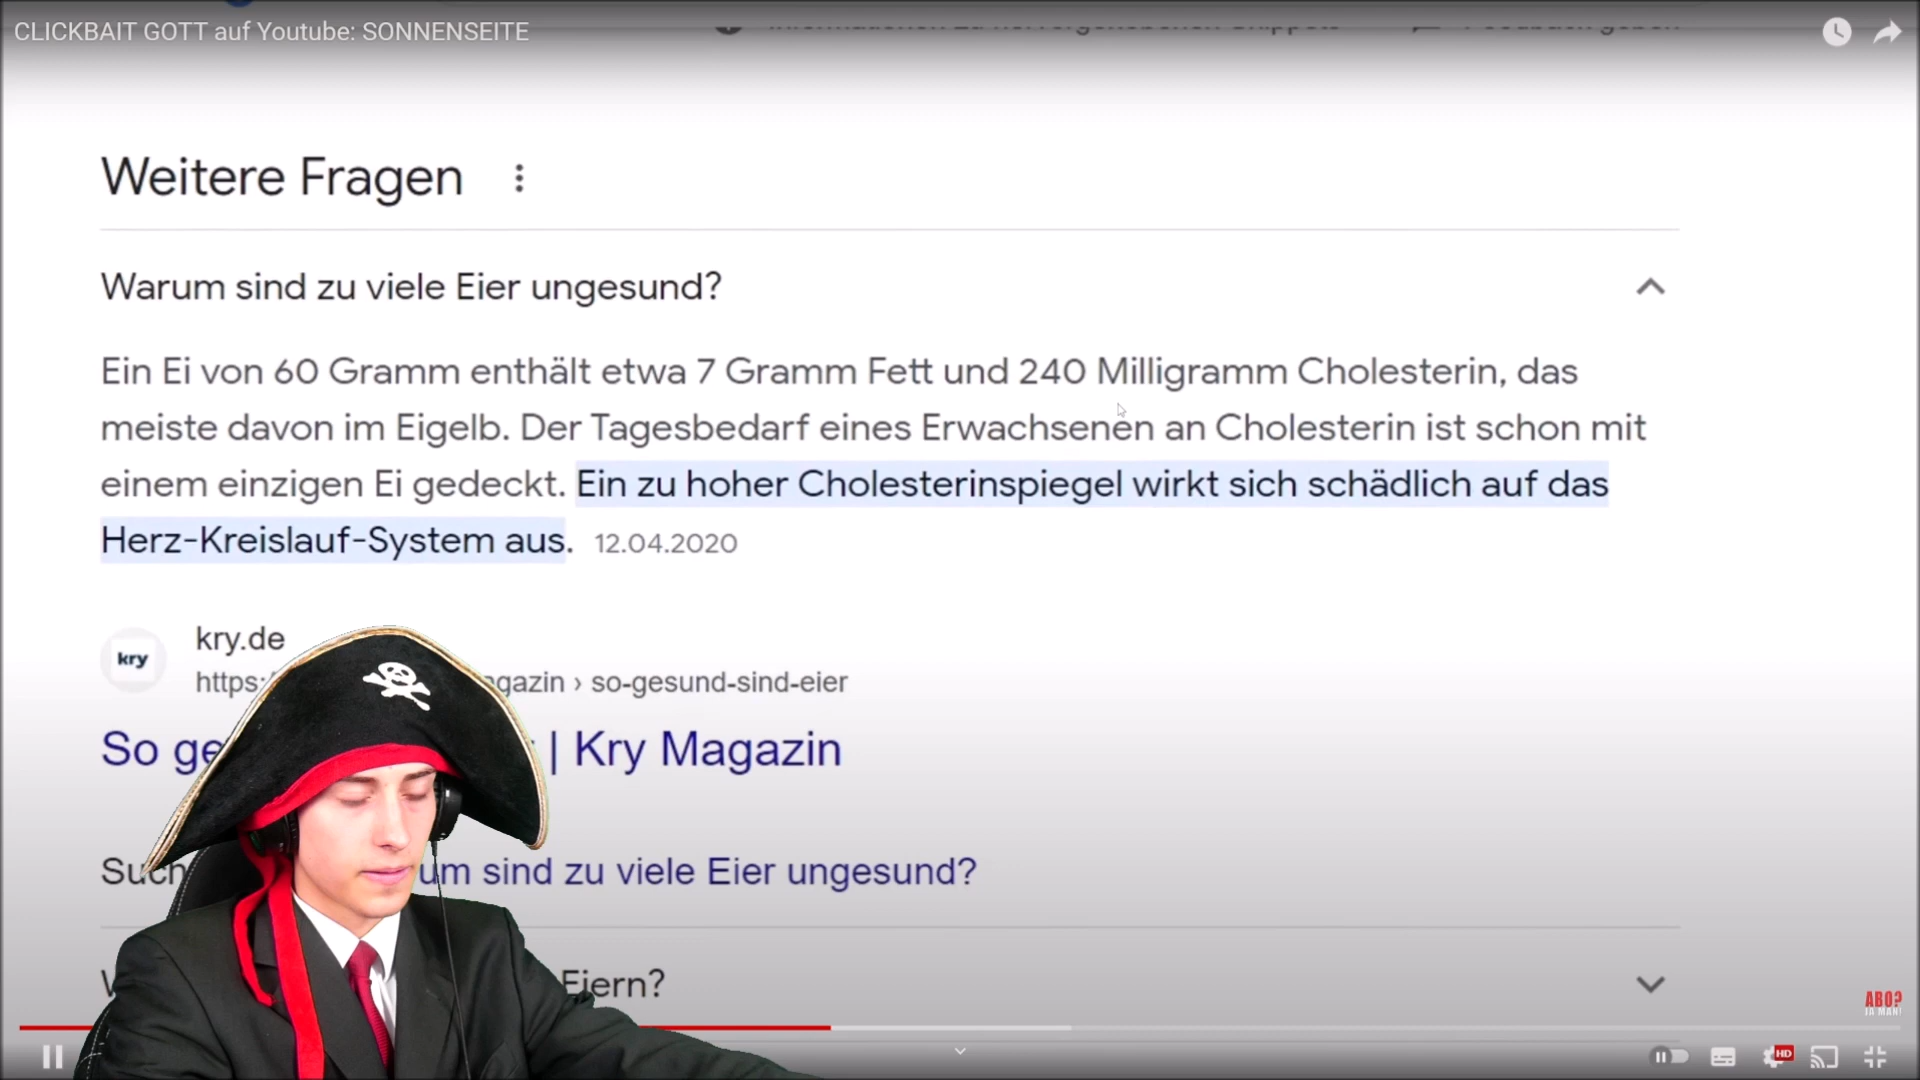 CLICKBAIT GOTT auf Youtube: SONNENSEITE
Weitere Fragen
Warum sind zu viele Eier ungesund?
Ein Ei von 60 Gramm enthält etwa 7 Gramm Fett und 240 Milligramm Cholesterin, das
meiste davon im Eigelb. Der Tagesbedarf eines Erwachsenen an Cholesterin ist schon mit
einem einzigen Ei gedeckt. Ein zu hoher Cholesterinspiegel wirkt sich schädlich auf das
Herz-Kreislauf-System aus. 12.04.2020
kry
kry.de
https: gazin › so-gesund-sind-eier
So ge | Kry Magazin
Such um sind zu viele Eier ungesund?
Eiern?
ABO?
JA MAN!
HD